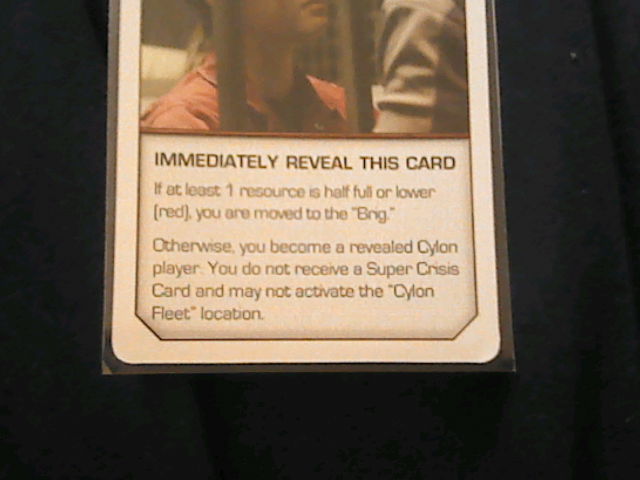 IMMEDIATELY REVEAL THIS CARD
If at least 1 resource is half full or lower
(red), you are moved to the "Brig."
Otherwise, you become a revealed Cylon
player. You do not receive a Super Crisis
Card and may not activate the "Cylon
Fleet" location.